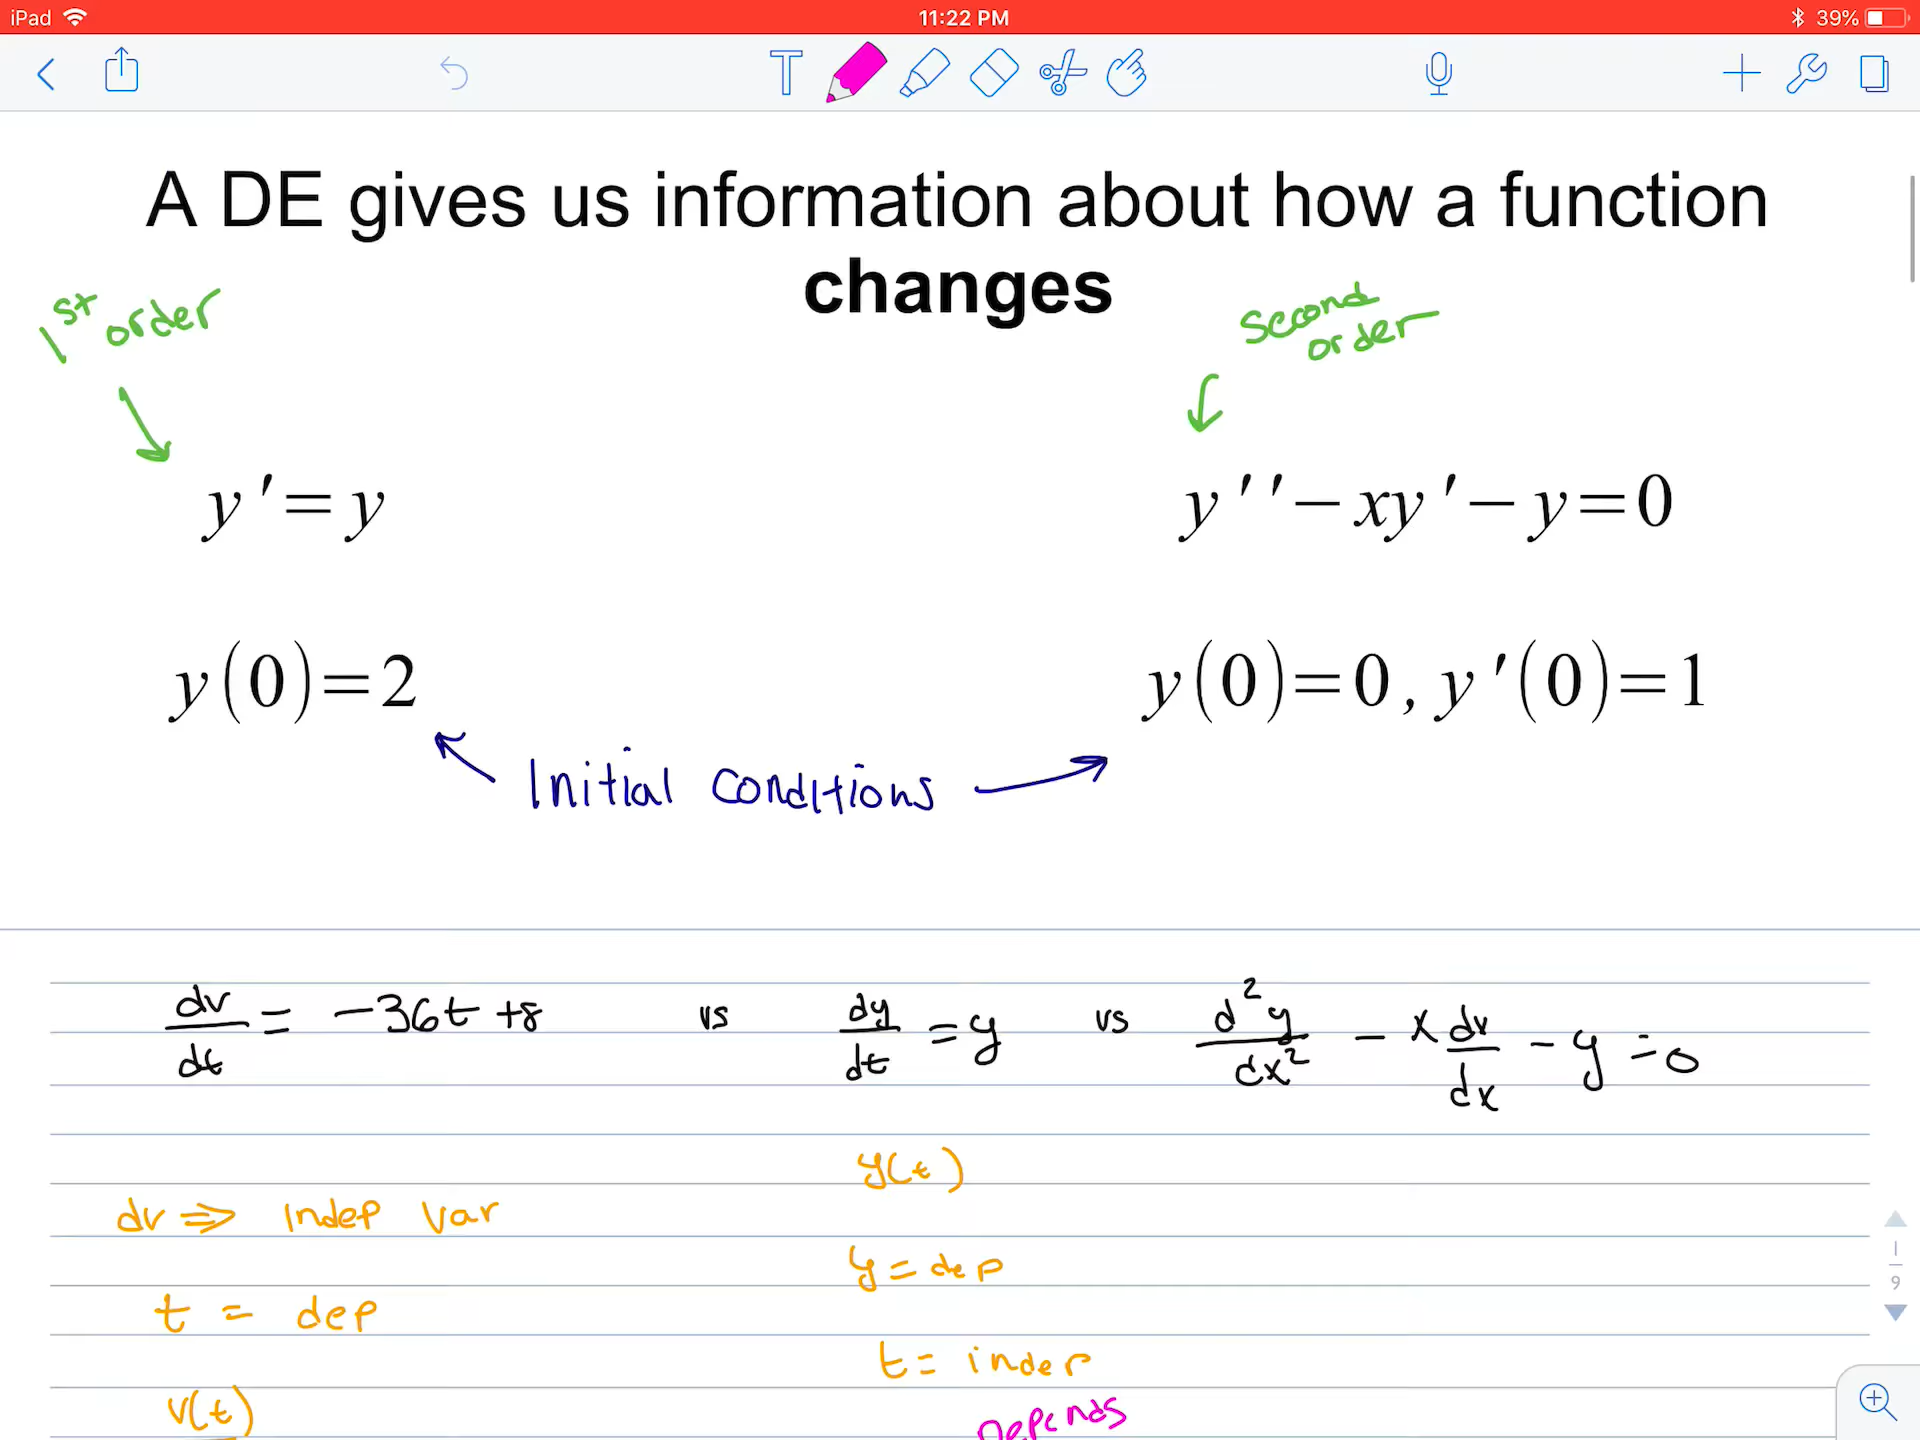 iPad 11:22 PM 39%
A DE gives us information about how a function
changes
1st order
second
order
y′=y
y′′−xy′−y=0
y(0)=2
y(0)=0, y′(0)=1
Initial conditions
dv/dt = -36t+8 vs dy/dt = y vs d²y/dx² - x dy/dx - y = 0
y(t)
dv ⇒ indep var
y = dep
t = dep
t = indep
v(t)
Depends
1
9